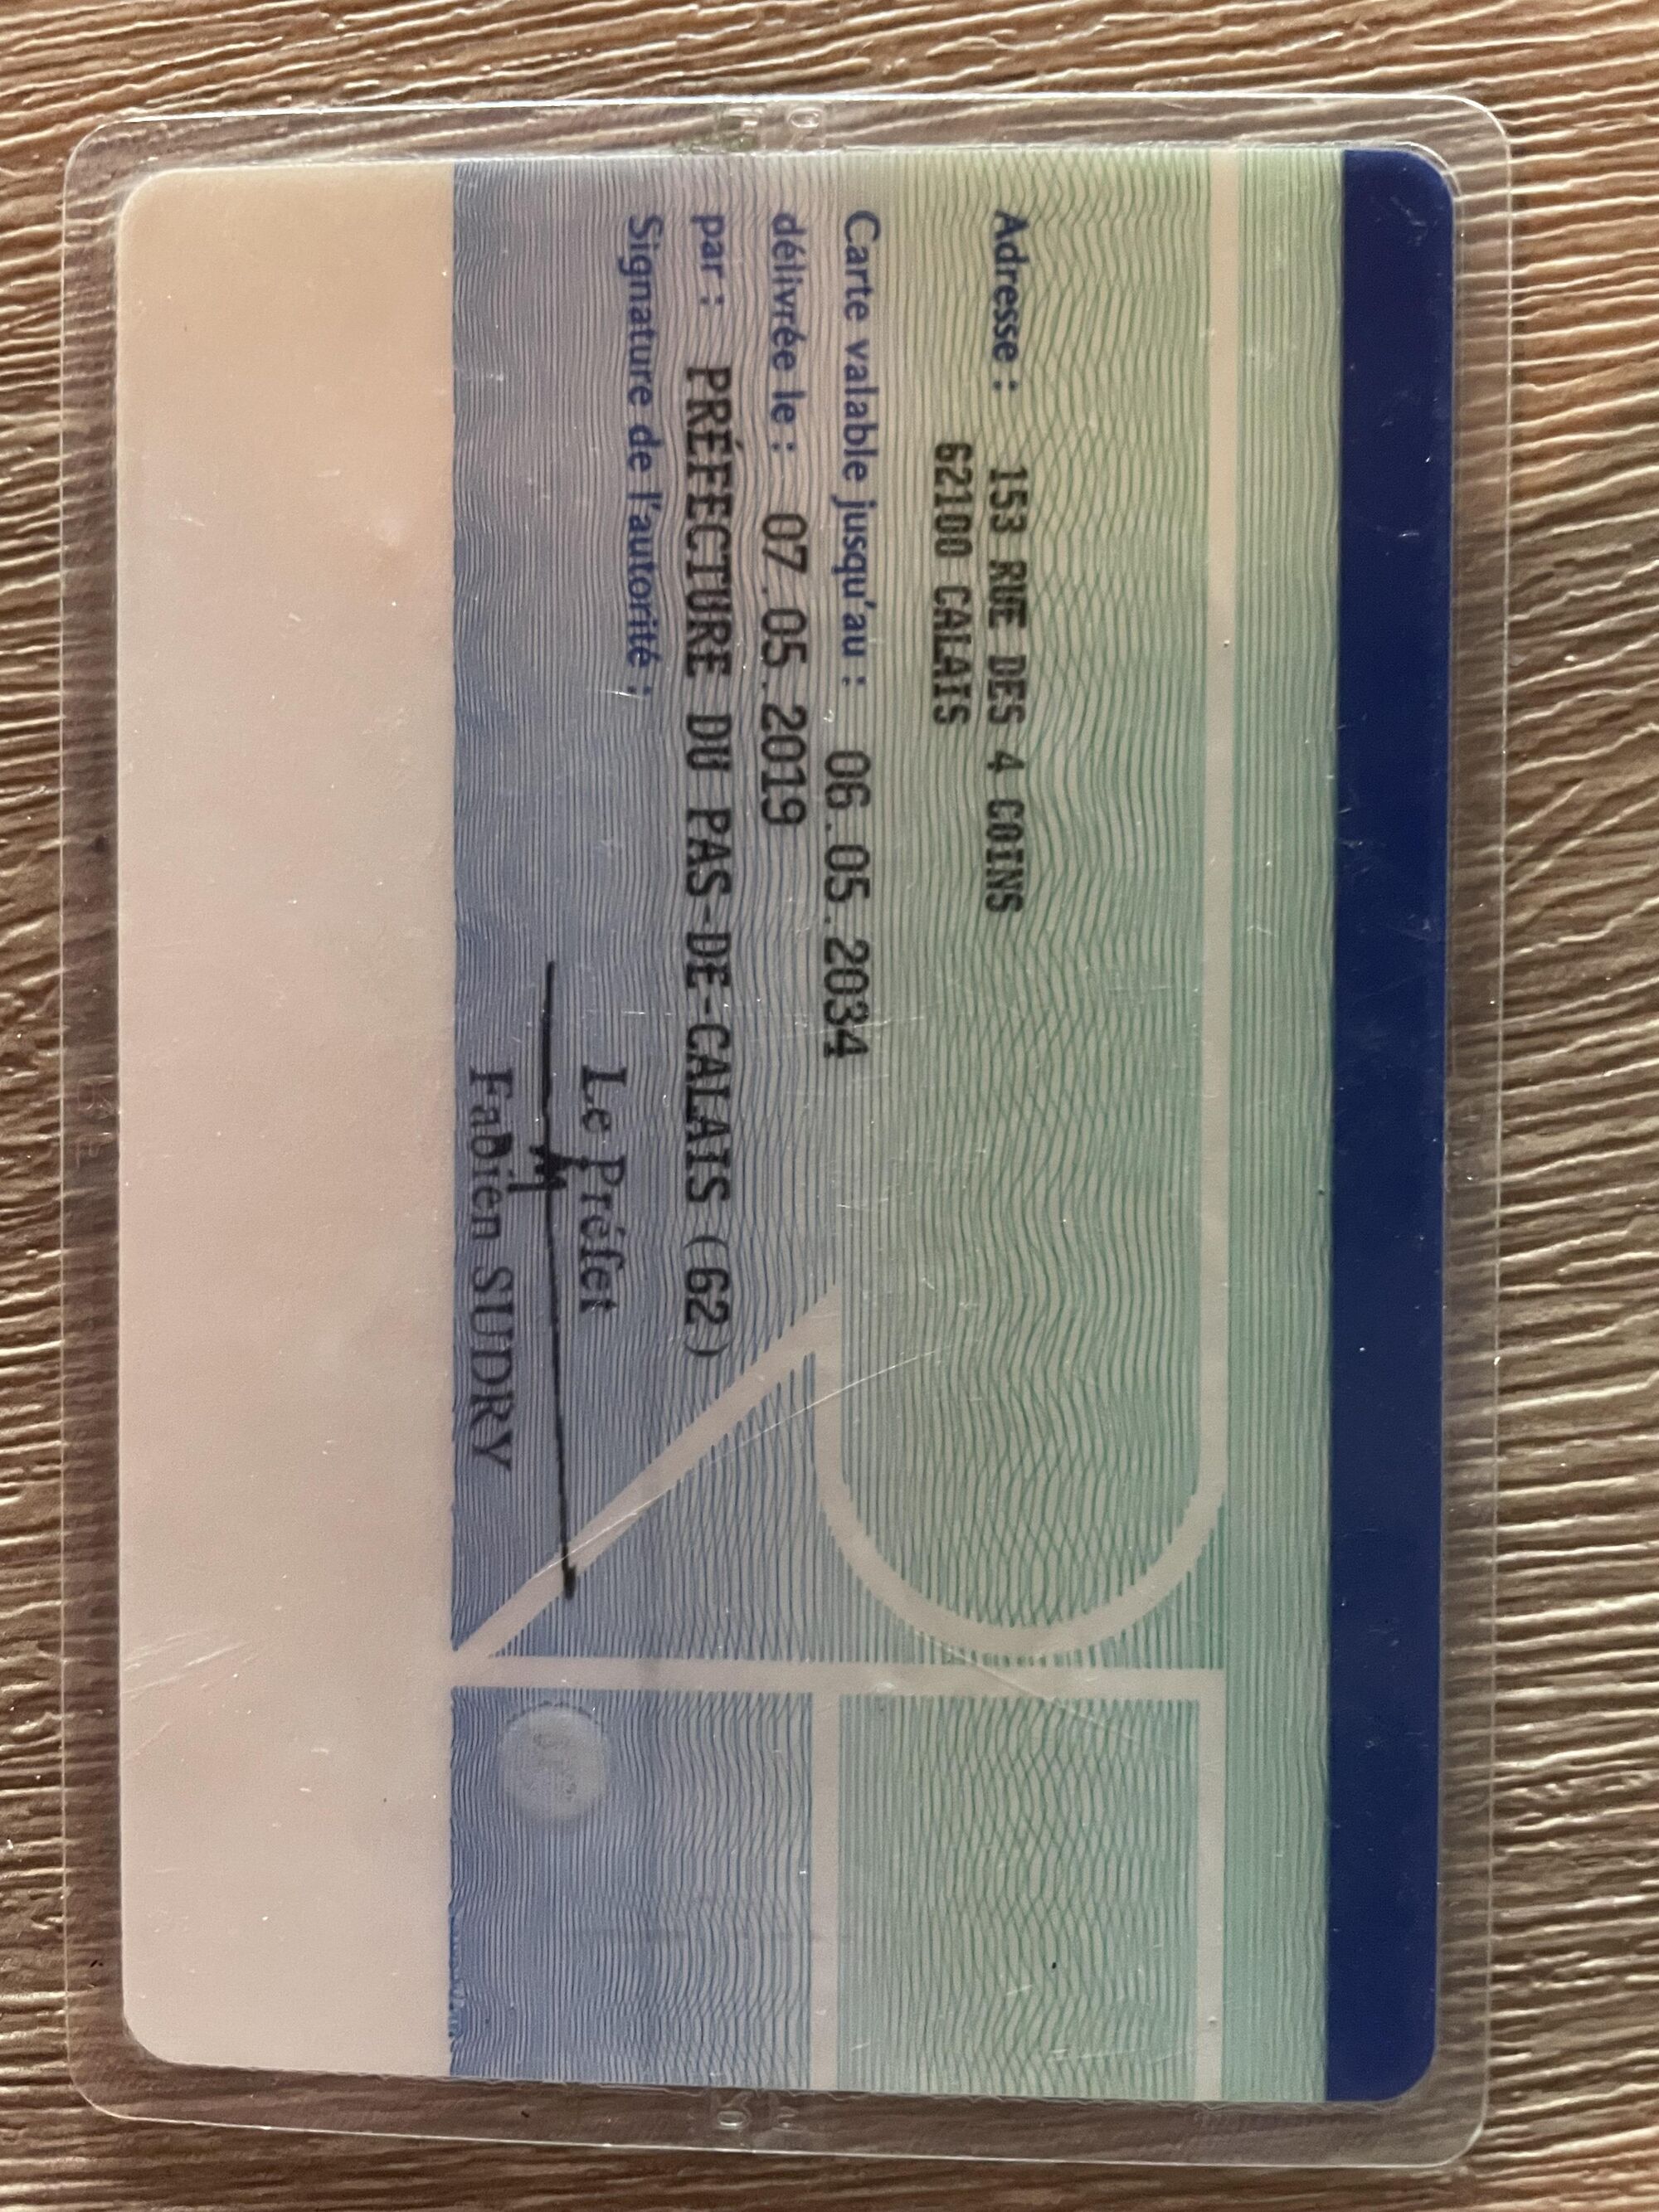 Adresse : 153 RUE DES 4 COINS
62100 CALAIS
Carte valable jusqu'au : 06.05.2034
délivrée le : 07.05.2019
par : PRÉFECTURE DU PAS-DE-CALAIS (62)
Signature de l'autorité :
Le Préfet
Fabien SUDRY